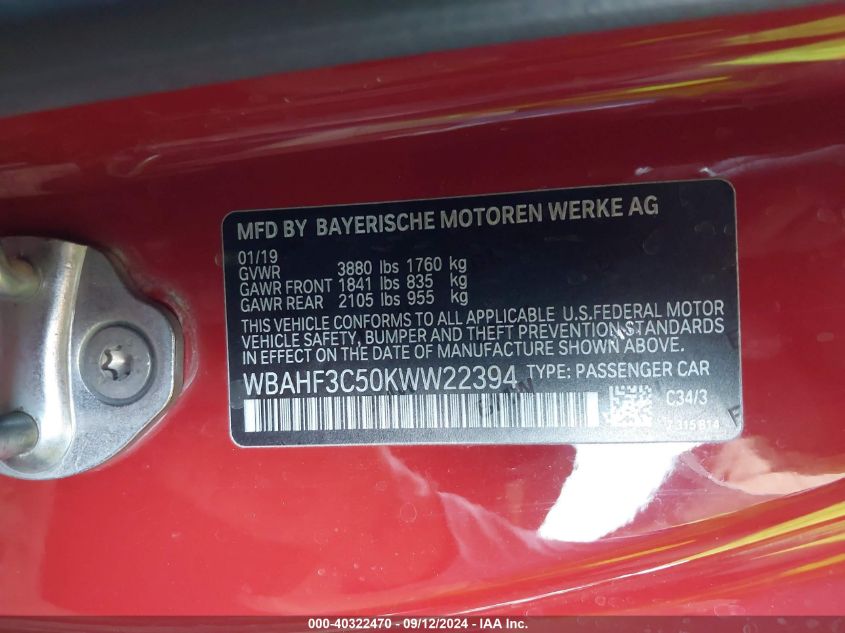 MFD BY BAYERISCHE MOTOREN WERKE AG
01/19
GVWR 3880 lbs 1760 kg
GAWR FRONT 1841 lbs 835 kg
GAWR REAR 2105 lbs 955 kg
THIS VEHICLE CONFORMS TO ALL APPLICABLE U.S.FEDERAL MOTOR
VEHICLE SAFETY, BUMPER AND THEFT PREVENTION STANDARDS
IN EFFECT ON THE DATE OF MANUFACTURE SHOWN ABOVE.
WBAHF3C50KWW22394 TYPE: PASSENGER CAR
C34/3
7 315 614
000-40322470 - 09/12/2024 - IAA Inc.